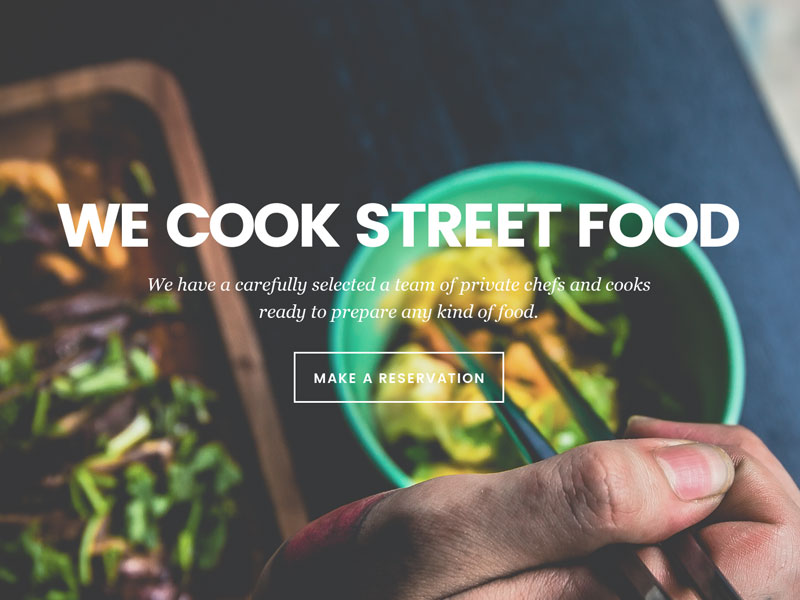 WE COOK STREET FOOD
We have a carefully selected a team of private chefs and cooks
ready to prepare any kind of food.
MAKE A RESERVATION